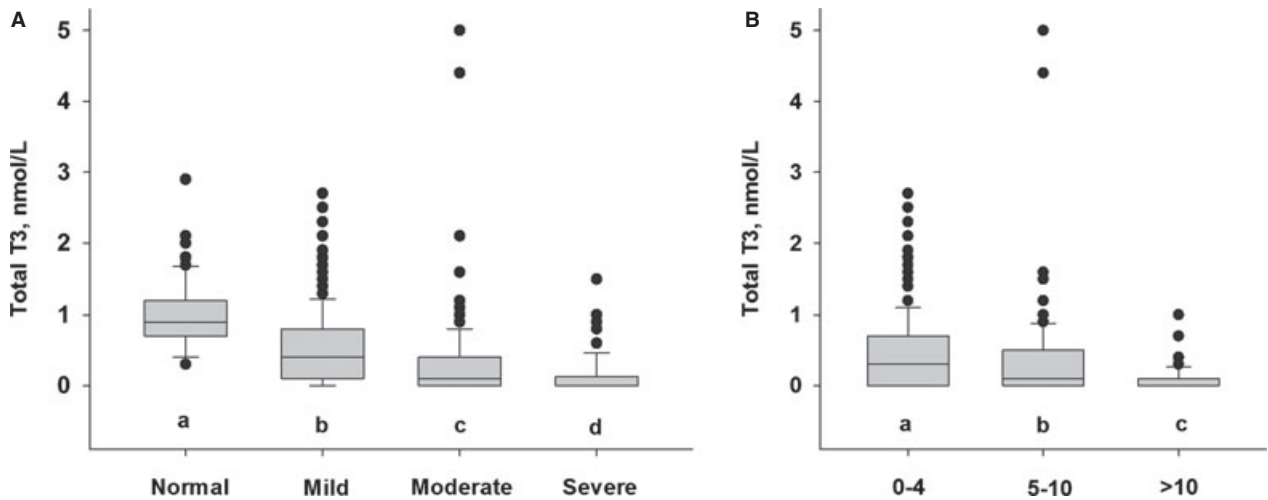 A
Total T3, nmol/L
5
4
3
2
1
0
a b c d
Normal Mild Moderate Severe
B
Total T3, nmol/L
5
4
3
2
1
0
a b c
0-4 5-10 >10